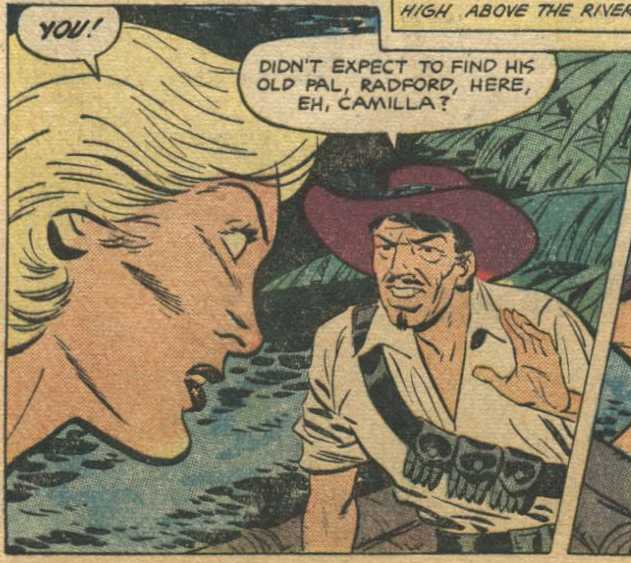 YOU!
HIGH ABOVE THE RIVER
DIDN'T EXPECT TO FIND HIS
OLD PAL, RADFORD, HERE,
EH, CAMILLA?